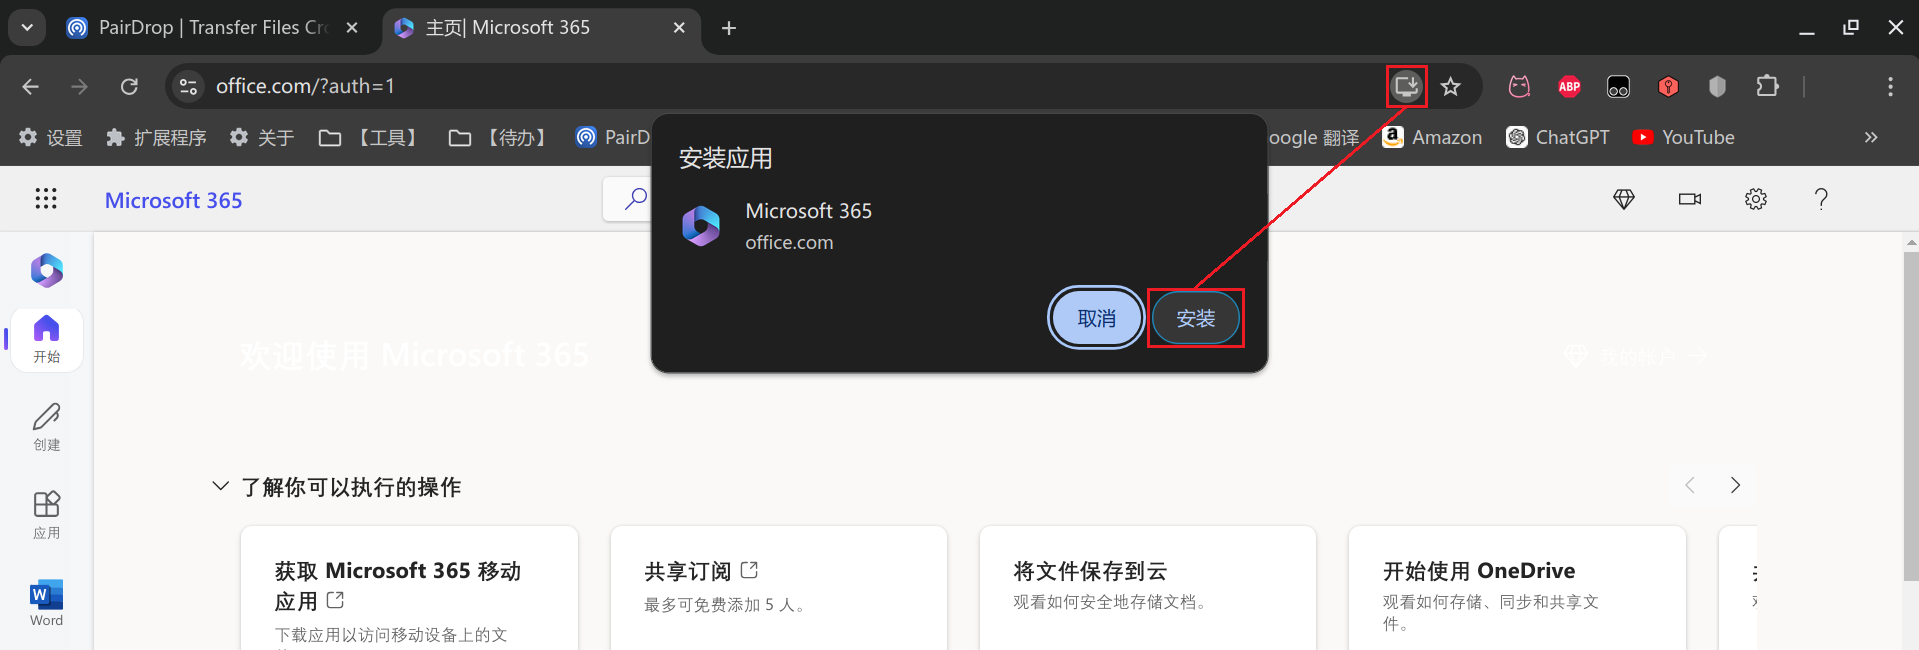 PairDrop | Transfer Files Cro
主页| Microsoft 365
office.com/?auth=1
ABP
设置
扩展程序
关于
【工具】
【待办】
PairD
oogle 翻译
Amazon
ChatGPT
YouTube
安装应用
Microsoft 365
office.com
取消
安装
Microsoft 365
开始
创建
应用
W
Word
欢迎使用 Microsoft 365
我的帐户
了解你可以执行的操作
获取 Microsoft 365 移动
应用
下载应用以访问移动设备上的文
共享订阅
最多可免费添加 5 人。
将文件保存到云
观看如何安全地存储文档。
开始使用 OneDrive
观看如何存储、同步和共享文
件。